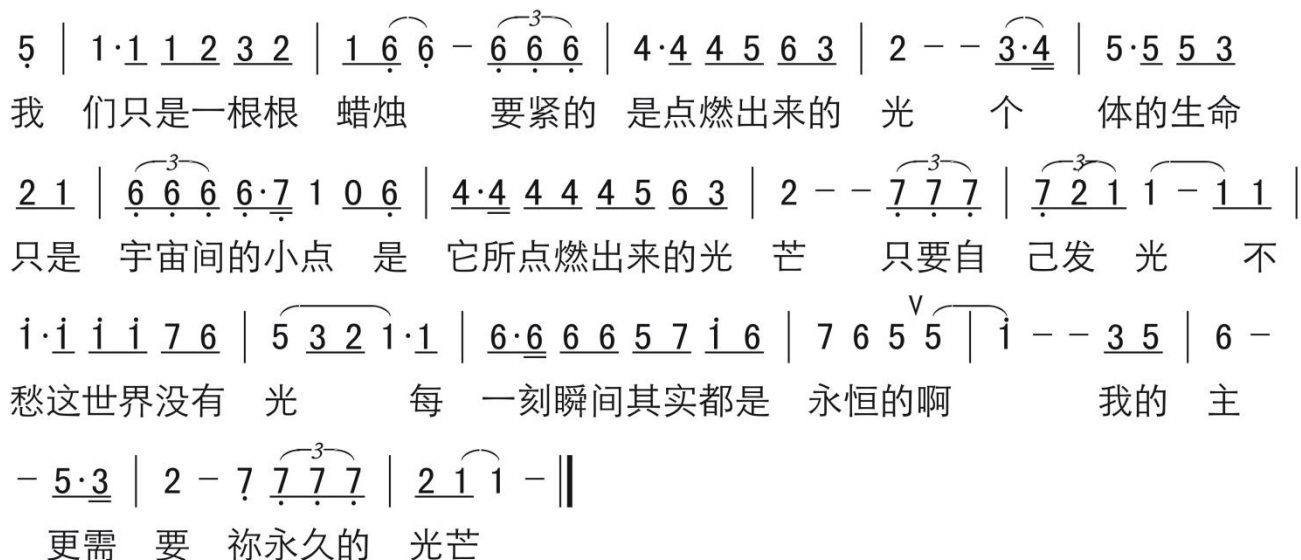 5̣ | 1·1 1 2 3 2 | 1 6̣ 6̣ - 6̣ 6̣ 6̣ | 4·4 4 5 6 3 | 2 - - 3·4 | 5·5 5 3
我 们只是一根根 蜡烛 要紧的 是点燃出来的 光 个 体的生命
2 1 | 6̣ 6̣ 6̣ 6̣·7̣ 1 0 6̣ | 4·4 4 4 4 5 6 3 | 2 - - 7̣ 7̣ 7̣ | 7̣ 2 1 1 - 1 1 |
只是 宇宙间的小点 是 它所点燃出来的光 芒 只要自 己发 光 不
1̇·1̇ 1̇ 1̇ 7 6 | 5 3 2 1·1 | 6·6 6 6 5 7 1̇ 6 | 7 6 5 5 | 1̇ - - 3 5 | 6 -
愁这世界没有 光 每 一刻瞬间其实都是 永恒的啊 我的 主
- 5·3 | 2 - 7̣ 7̣ 7̣ 7̣ | 2 1 1 - ‖
更需 要 祢永久的 光芒